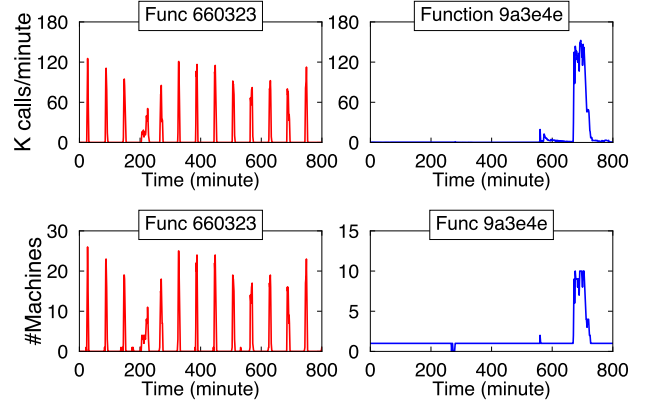 Func 660323
Function 9a3e4e
K calls/minute
180
120
60
0
0 200 400 600 800
Time (minute)
180
120
60
0
0 200 400 600 800
Time (minute)
Func 660323
Func 9a3e4e
#Machines
30
20
10
0
0 200 400 600 800
Time (minute)
15
10
5
0
0 200 400 600 800
Time (minute)